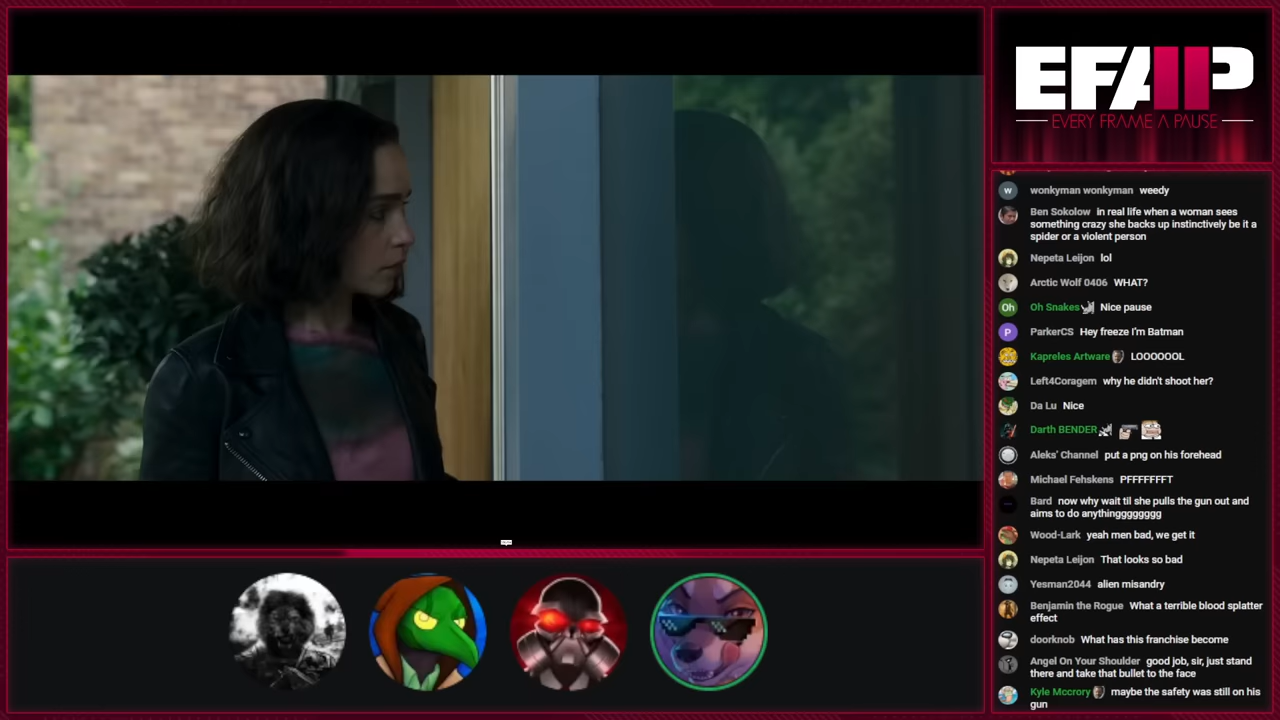 EFAP
EVERY FRAME A PAUSE
W
wonkyman wonkyman weedy
Ben Sokolow in real life when a woman sees
something crazy she backs up instinctively be it a
spider or a violent person
Nepeta Leijon lol
Arctic Wolf 0406 WHAT?
Oh
Oh Snakes Nice pause
P
ParkerCS Hey freeze I'm Batman
Kapreles Artware LOOOOOOL
Left4Coragem why he didn't shoot her?
Da Lu Nice
Darth BENDER
Aleks' Channel put a png on his forehead
Michael Fehskens PFFFFFFFT
Bard now why wait til she pulls the gun out and
aims to do anythingggggggg
Wood-Lark yeah men bad, we get it
Nepeta Leijon That looks so bad
Yesman2044 alien misandry
Benjamin the Rogue What a terrible blood splatter
effect
doorknob What has this franchise become
Angel On Your Shoulder good job, sir, just stand
there and take that bullet to the face
Kyle Mccrory maybe the safety was still on his
gun